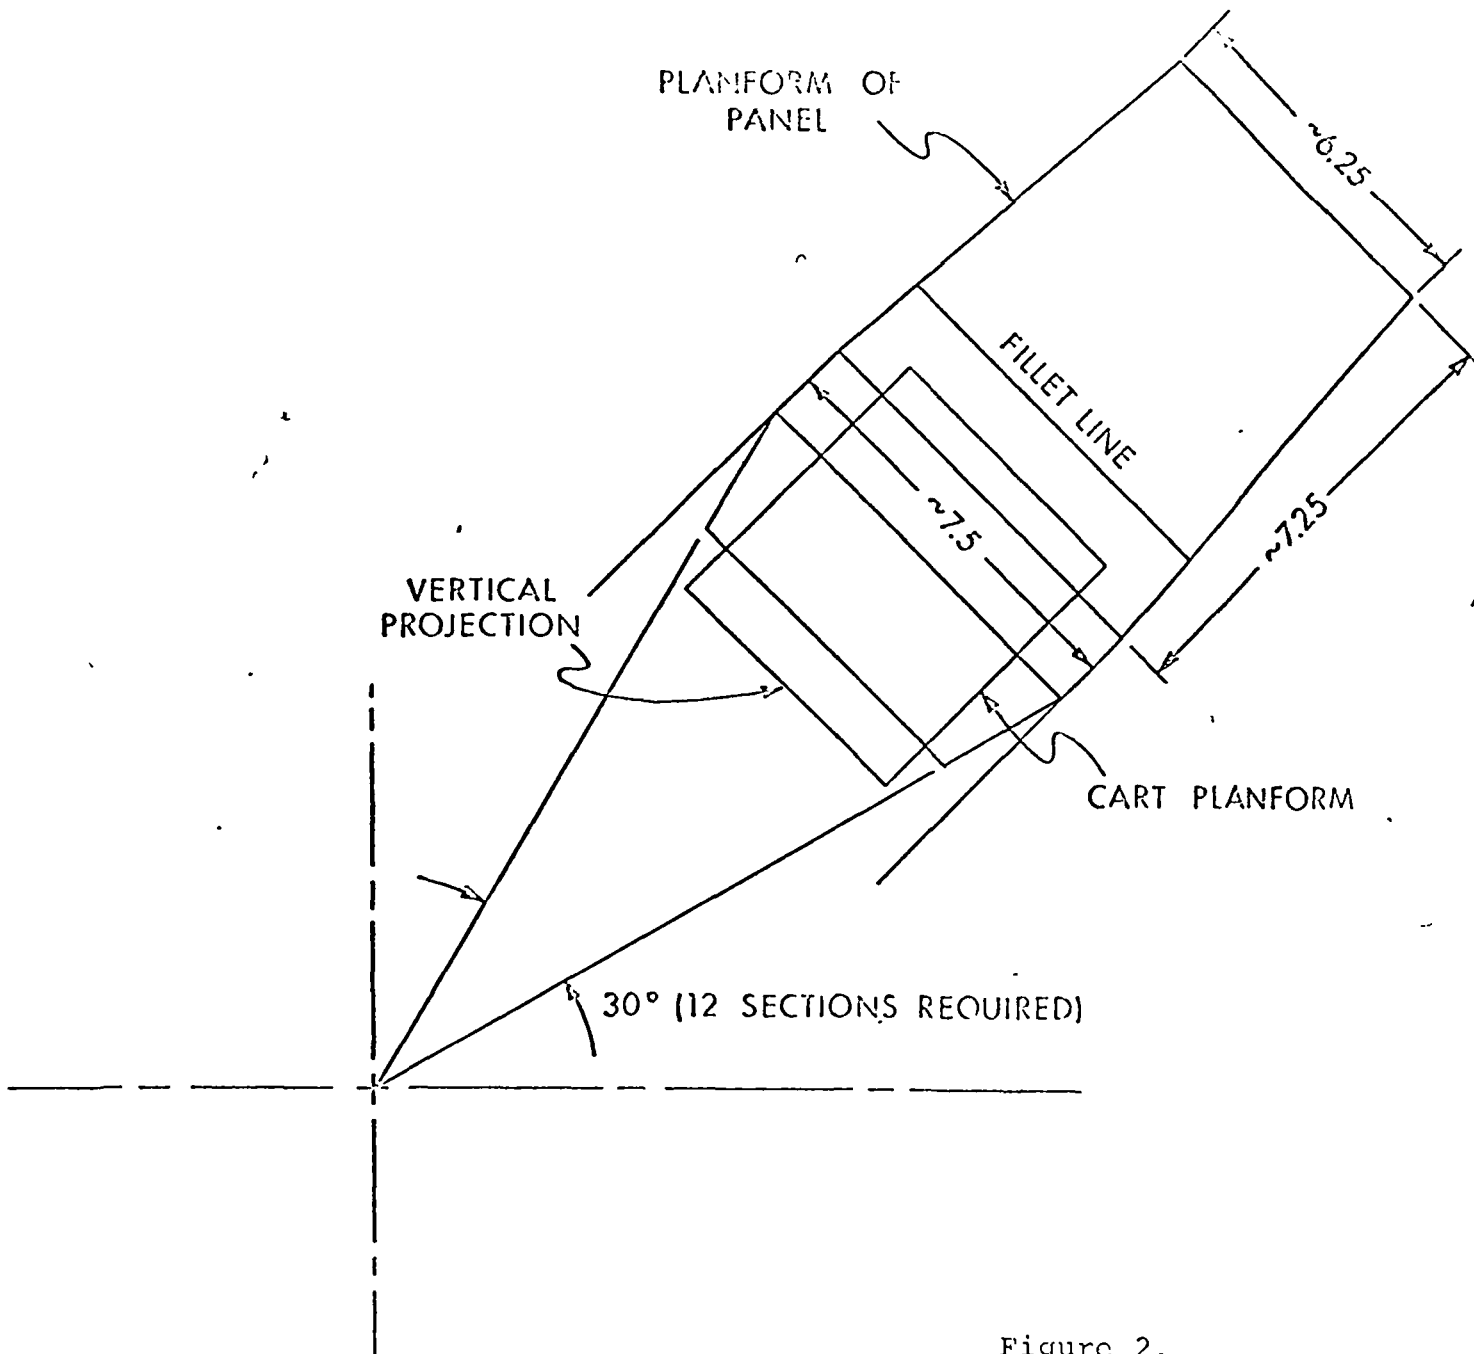 PLANFORM OF
PANEL
~6.25
FILLET LINE
~7.5
~7.25
VERTICAL
PROJECTION
CART PLANFORM
30° (12 SECTIONS REQUIRED)
Figure 2.